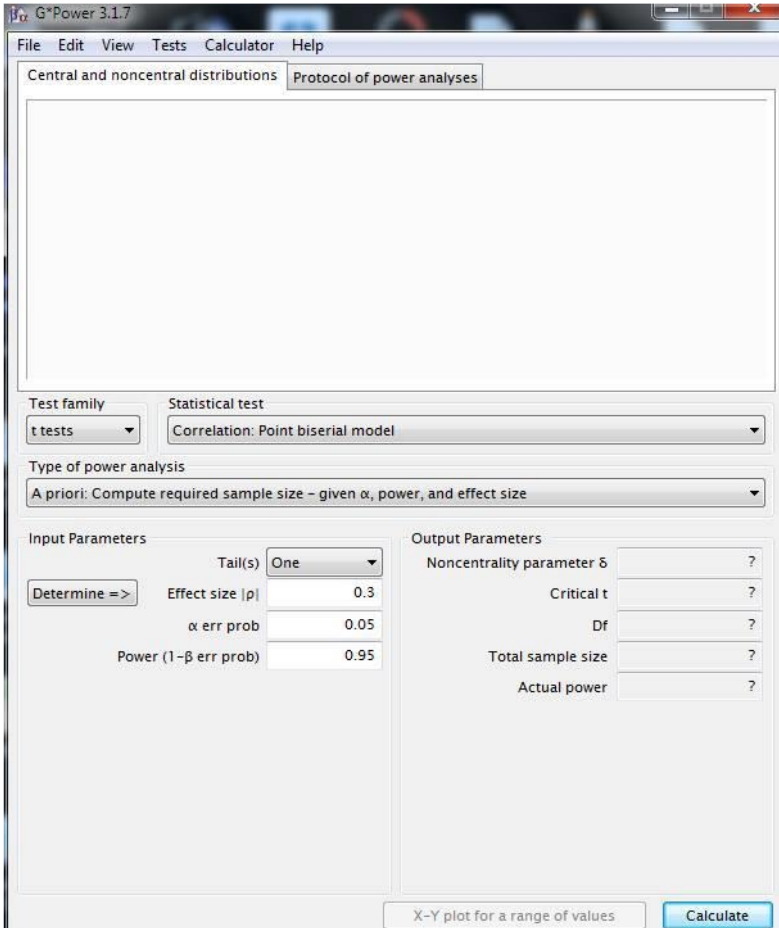 βα G*Power 3.1.7
File Edit View Tests Calculator Help
Central and noncentral distributions Protocol of power analyses
Test family Statistical test
t tests Correlation: Point biserial model
Type of power analysis
A priori: Compute required sample size - given α, power, and effect size
Input Parameters Output Parameters
Tail(s) One Noncentrality parameter δ ?
Determine => Effect size |ρ| 0.3 Critical t ?
α err prob 0.05 Df ?
Power (1-β err prob) 0.95 Total sample size ?
Actual power ?
X-Y plot for a range of values Calculate